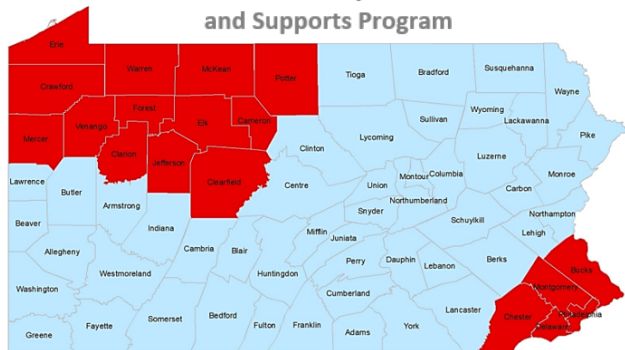 and Supports Program
Erie
Warren
McKean
Potter
Tioga
Bradford
Susquehanna
Crawford
Wayne
Forest
Wyoming
Lackawanna
Mercer
Venango
Elk
Cameron
Sullivan
Pike
Lycoming
Clarion
Jefferson
Clinton
Luzerne
Clearfield
Monroe
Lawrence
Butler
Centre
Union
Montour
Columbia
Carbon
Armstrong
Northumberland
Snyder
Northampton
Beaver
Indiana
Schuylkill
Lehigh
Mifflin
Juniata
Allegheny
Cambria
Blair
Perry
Dauphin
Lebanon
Berks
Bucks
Westmoreland
Huntingdon
Washington
Cumberland
Montgomery
Lancaster
Chester
Philadelphia
Somerset
Bedford
Fulton
Franklin
Adams
York
Delaware
Greene
Fayette